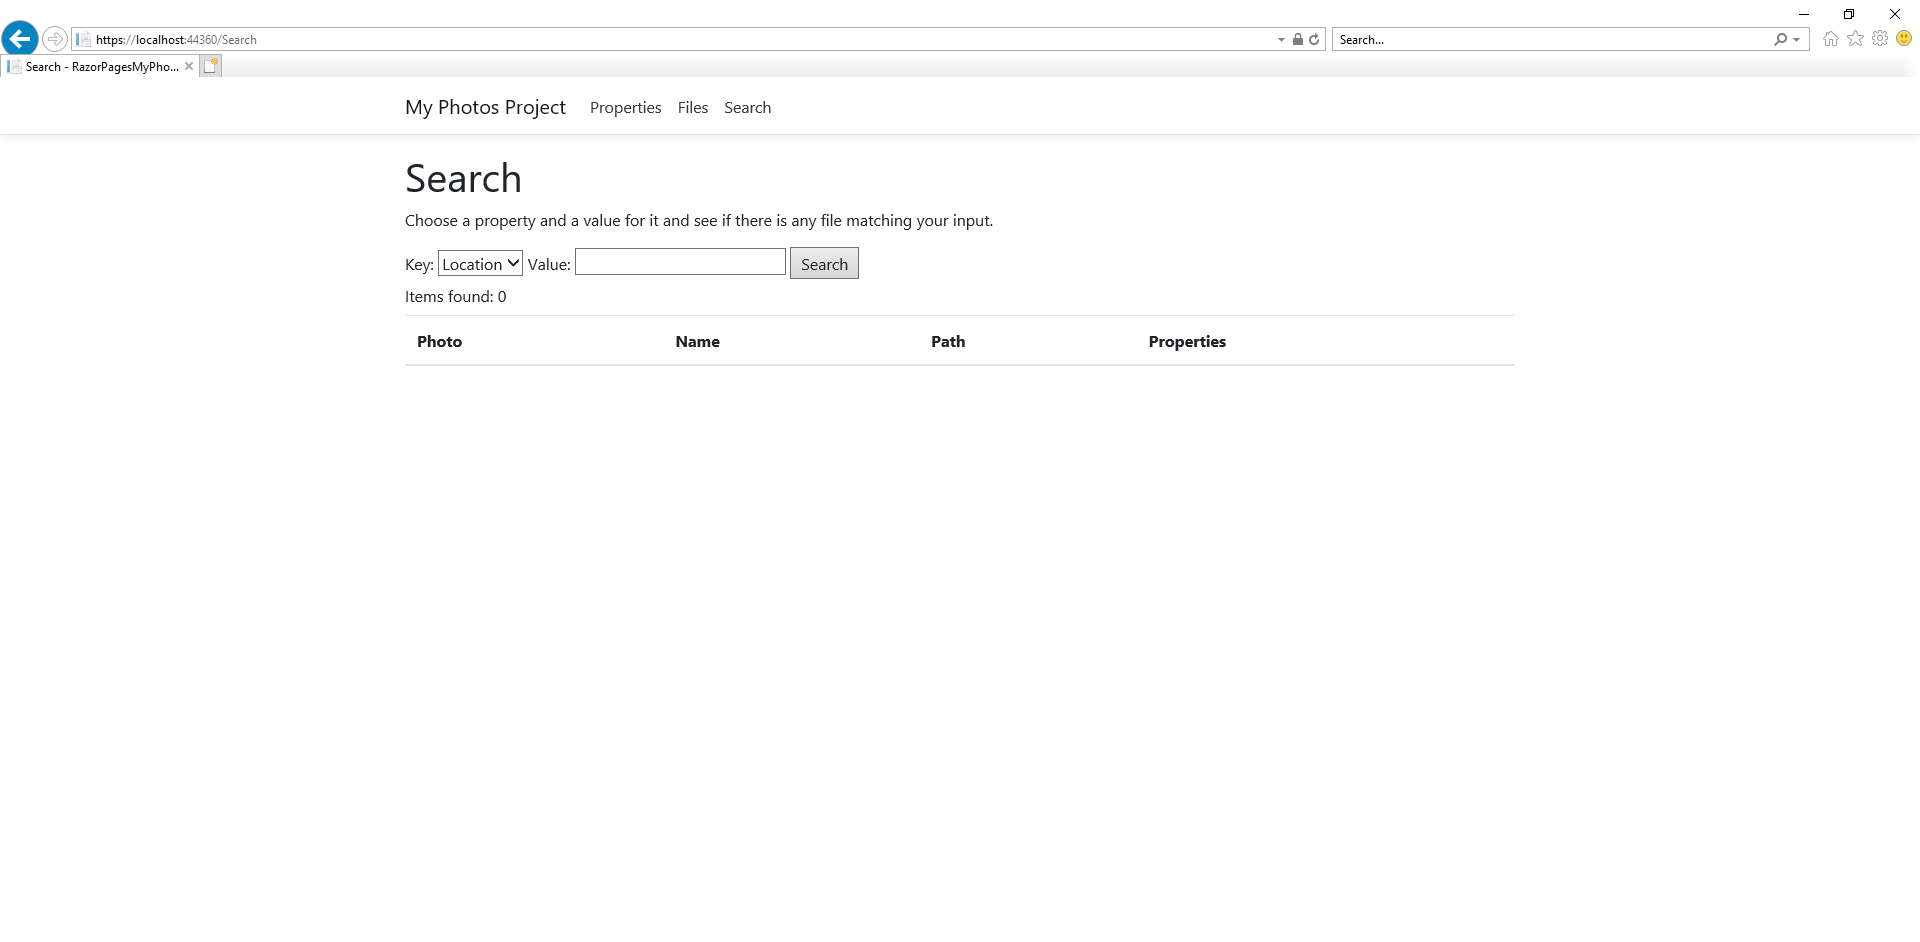 https://localhost:44360/Search
Search...
Search - RazorPagesMyPho...
My Photos Project Properties Files Search
Search
Choose a property and a value for it and see if there is any file matching your input.
Key: Location Value: Search
Items found: 0
Photo Name Path Properties